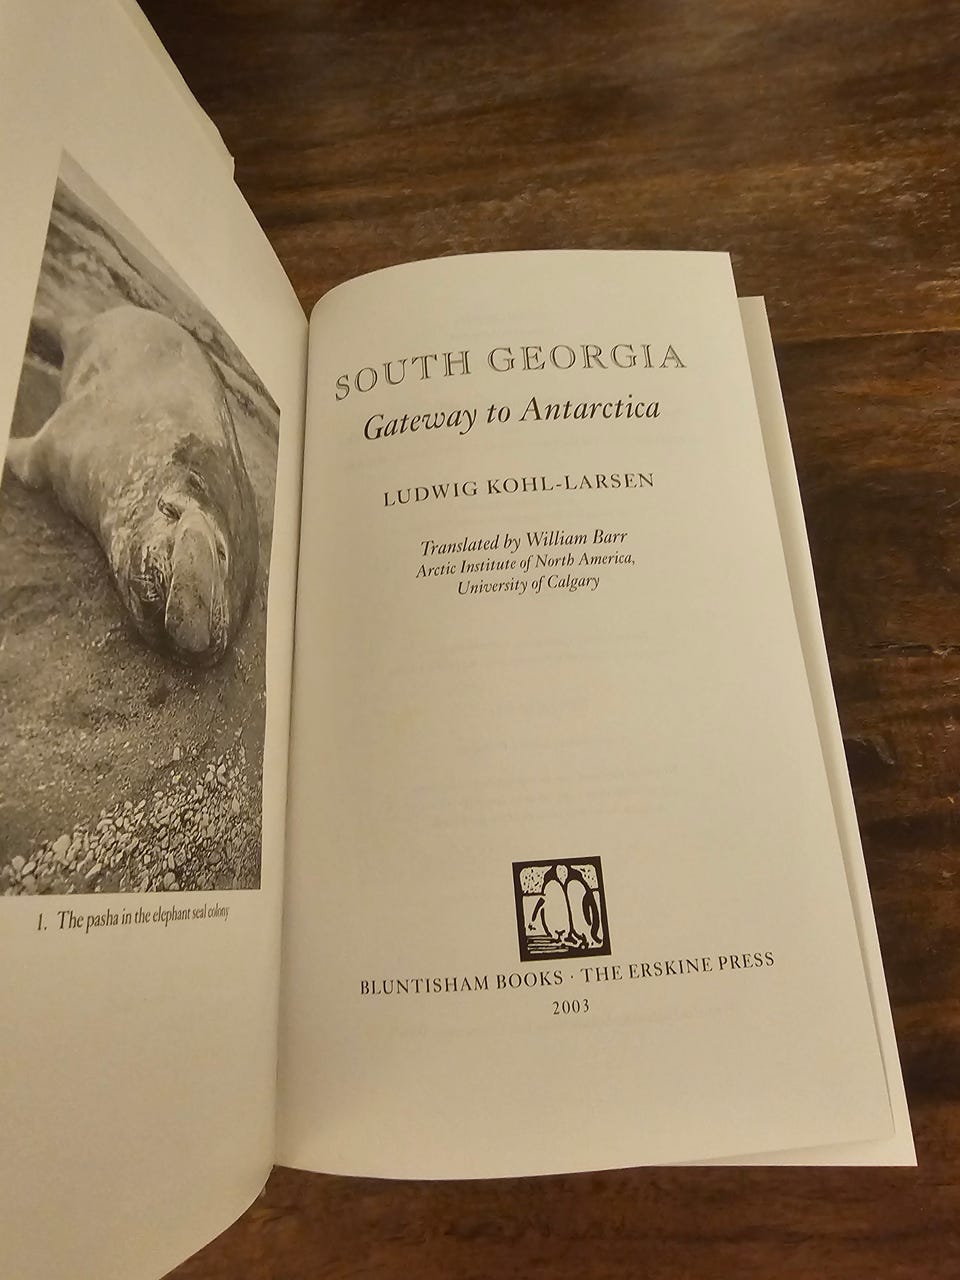 1. The pasha in the elephant seal colony
SOUTH GEORGIA
Gateway to Antarctica
LUDWIG KOHL-LARSEN
Translated by William Barr
Arctic Institute of North America,
University of Calgary
BLUNTISHAM BOOKS · THE ERSKINE PRESS
2003